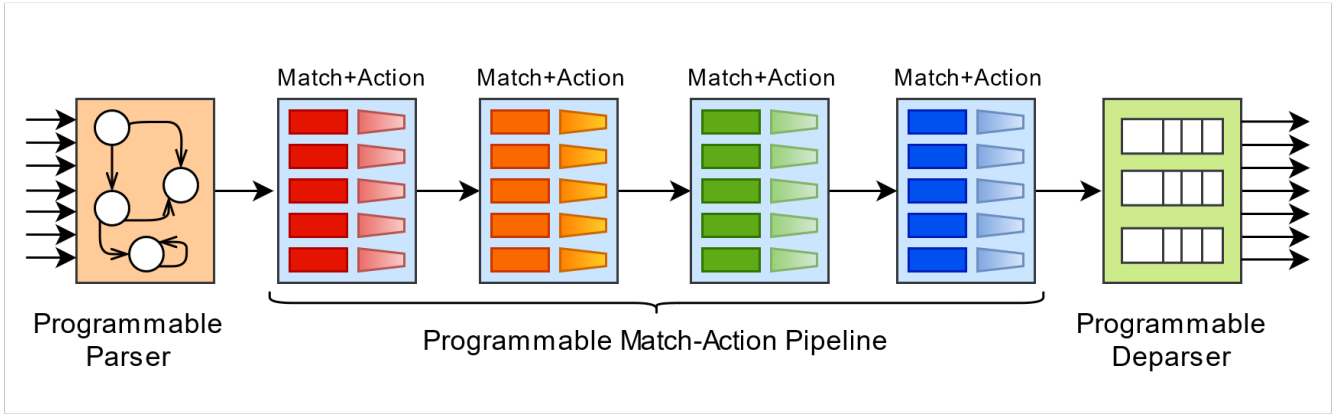 Match+Action
Match+Action
Match+Action
Match+Action
Programmable
Parser
Programmable Match-Action Pipeline
Programmable
Deparser